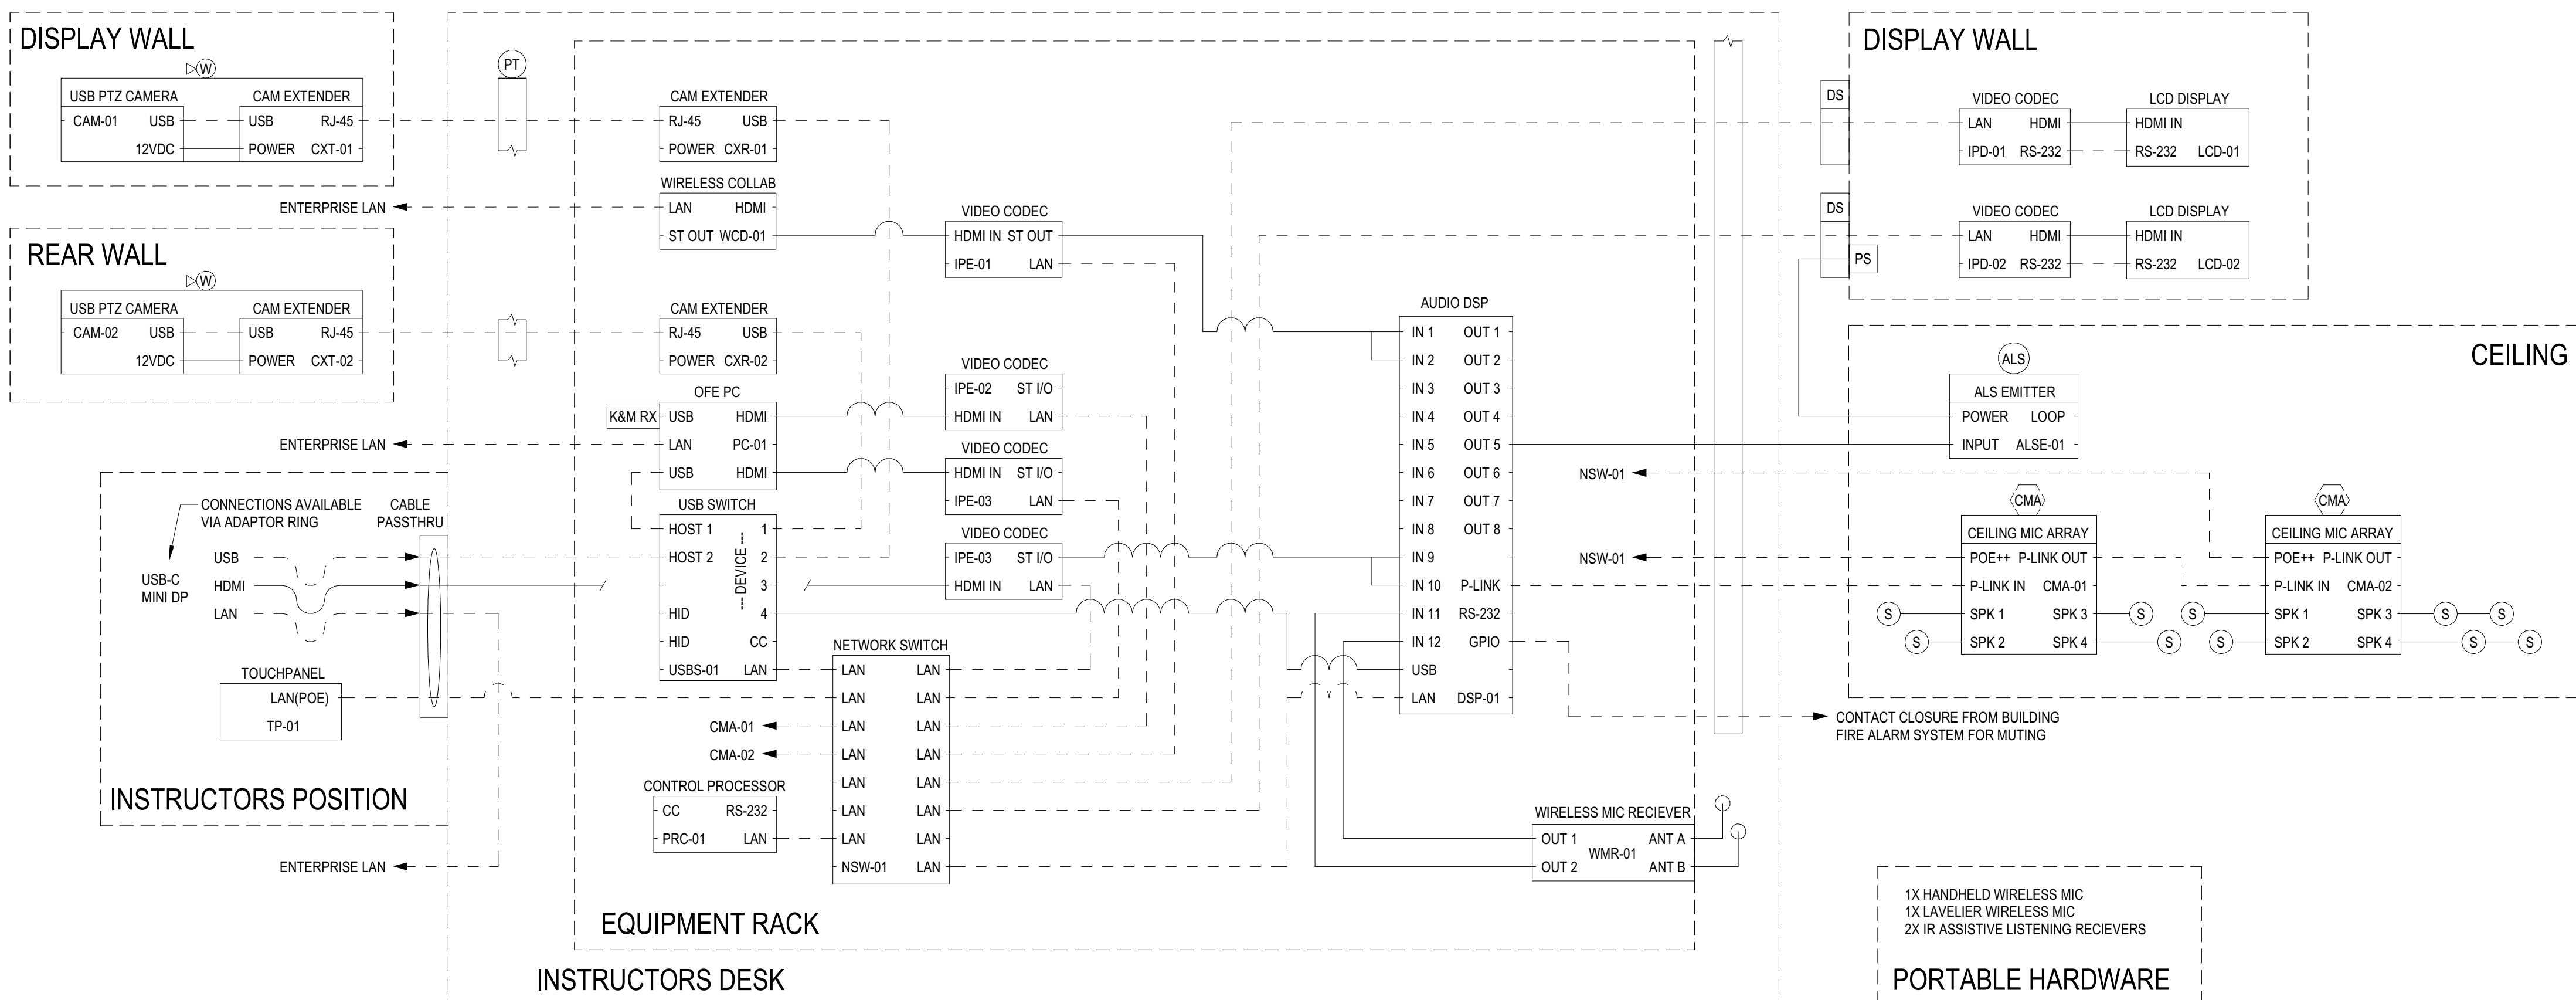 DISPLAY WALL
W
USB PTZ CAMERA
CAM EXTENDER
CAM-01 USB
USB RJ-45
12VDC
POWER CXT-01
ENTERPRISE LAN
REAR WALL
W
USB PTZ CAMERA
CAM EXTENDER
CAM-02 USB
USB RJ-45
12VDC
POWER CXT-02
ENTERPRISE LAN
CONNECTIONS AVAILABLE
VIA ADAPTOR RING
CABLE
PASSTHRU
USB
USB-C
MINI DP
HDMI
LAN
TOUCHPANEL
LAN(POE)
TP-01
INSTRUCTORS POSITION
ENTERPRISE LAN
PT
CAM EXTENDER
RJ-45 USB
POWER CXR-01
WIRELESS COLLAB
LAN HDMI
ST OUT WCD-01
CAM EXTENDER
RJ-45 USB
POWER CXR-02
OFE PC
K&M RX
USB HDMI
LAN PC-01
USB HDMI
USB SWITCH
HOST 1 1
HOST 2 2
--- DEVICE ---
3
HID 4
HID CC
USBS-01 LAN
VIDEO CODEC
HDMI IN ST OUT
IPE-01 LAN
VIDEO CODEC
IPE-02 ST I/O
HDMI IN LAN
VIDEO CODEC
HDMI IN ST I/O
IPE-03 LAN
VIDEO CODEC
IPE-03 ST I/O
HDMI IN LAN
NETWORK SWITCH
LAN LAN
LAN LAN
CMA-01
LAN LAN
CMA-02
LAN LAN
LAN LAN
LAN LAN
LAN LAN
NSW-01 LAN
CONTROL PROCESSOR
CC RS-232
PRC-01 LAN
AUDIO DSP
IN 1 OUT 1
IN 2 OUT 2
IN 3 OUT 3
IN 4 OUT 4
IN 5 OUT 5
IN 6 OUT 6
IN 7 OUT 7
IN 8 OUT 8
IN 9
IN 10 P-LINK
IN 11 RS-232
IN 12 GPIO
USB
LAN DSP-01
WIRELESS MIC RECIEVER
OUT 1 ANT A
WMR-01
OUT 2 ANT B
EQUIPMENT RACK
INSTRUCTORS DESK
DISPLAY WALL
DS
VIDEO CODEC
LCD DISPLAY
LAN HDMI
HDMI IN
IPD-01 RS-232
RS-232 LCD-01
DS
PS
VIDEO CODEC
LCD DISPLAY
LAN HDMI
HDMI IN
IPD-02 RS-232
RS-232 LCD-02
CEILING
ALS
ALS EMITTER
POWER LOOP
INPUT ALSE-01
NSW-01
NSW-01
CMA
CEILING MIC ARRAY
POE++ P-LINK OUT
P-LINK IN CMA-01
S SPK 1 SPK 3 S
S SPK 2 SPK 4 S
CMA
CEILING MIC ARRAY
POE++ P-LINK OUT
P-LINK IN CMA-02
S SPK 1 SPK 3 S S
S SPK 2 SPK 4 S S
CONTACT CLOSURE FROM BUILDING
FIRE ALARM SYSTEM FOR MUTING
1X HANDHELD WIRELESS MIC
1X LAVELIER WIRELESS MIC
2X IR ASSISTIVE LISTENING RECIEVERS
PORTABLE HARDWARE